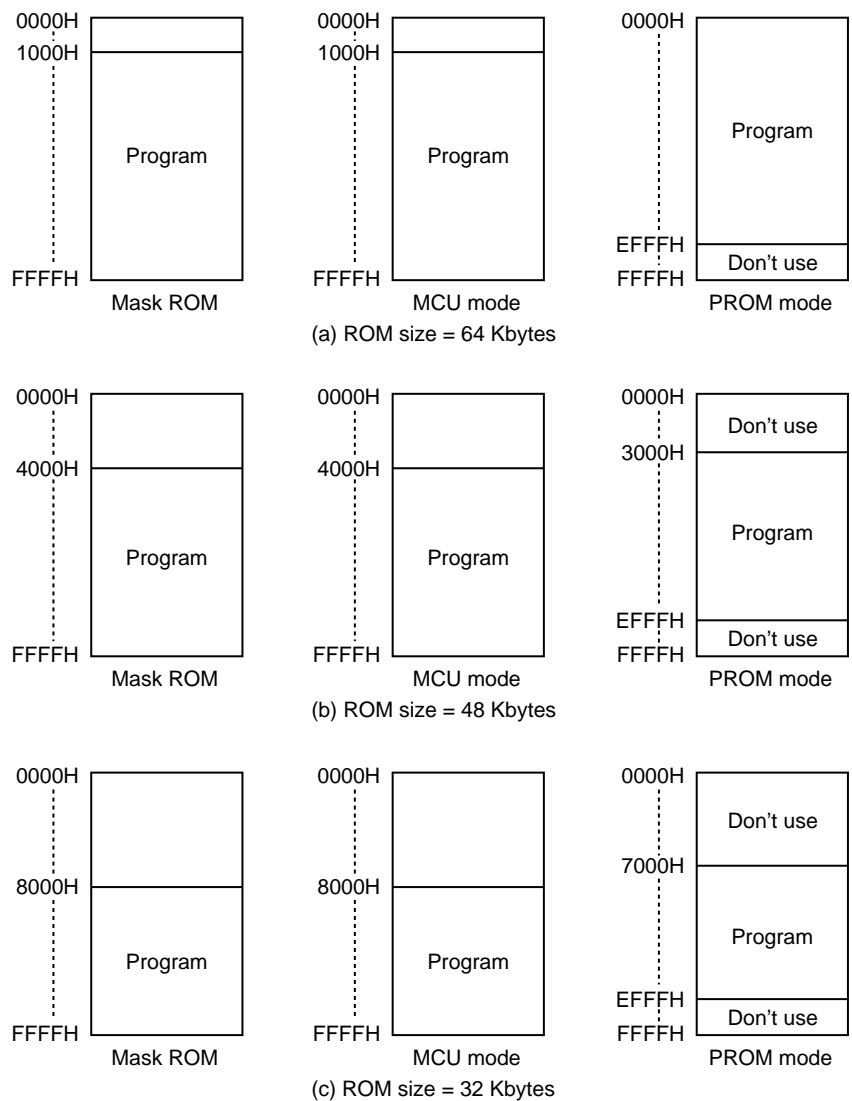 0000H 0000H 0000H
1000H 1000H
Program Program Program
EFFFH
Don't use
FFFFH FFFFH FFFFH
Mask ROM MCU mode PROM mode
(a) ROM size = 64 Kbytes
0000H 0000H 0000H
Don't use
3000H
4000H 4000H
Program Program Program
EFFFH
Don't use
FFFFH FFFFH FFFFH
Mask ROM MCU mode PROM mode
(b) ROM size = 48 Kbytes
0000H 0000H 0000H
Don't use
7000H
8000H 8000H
Program Program Program
EFFFH
Don't use
FFFFH FFFFH FFFFH
Mask ROM MCU mode PROM mode
(c) ROM size = 32 Kbytes